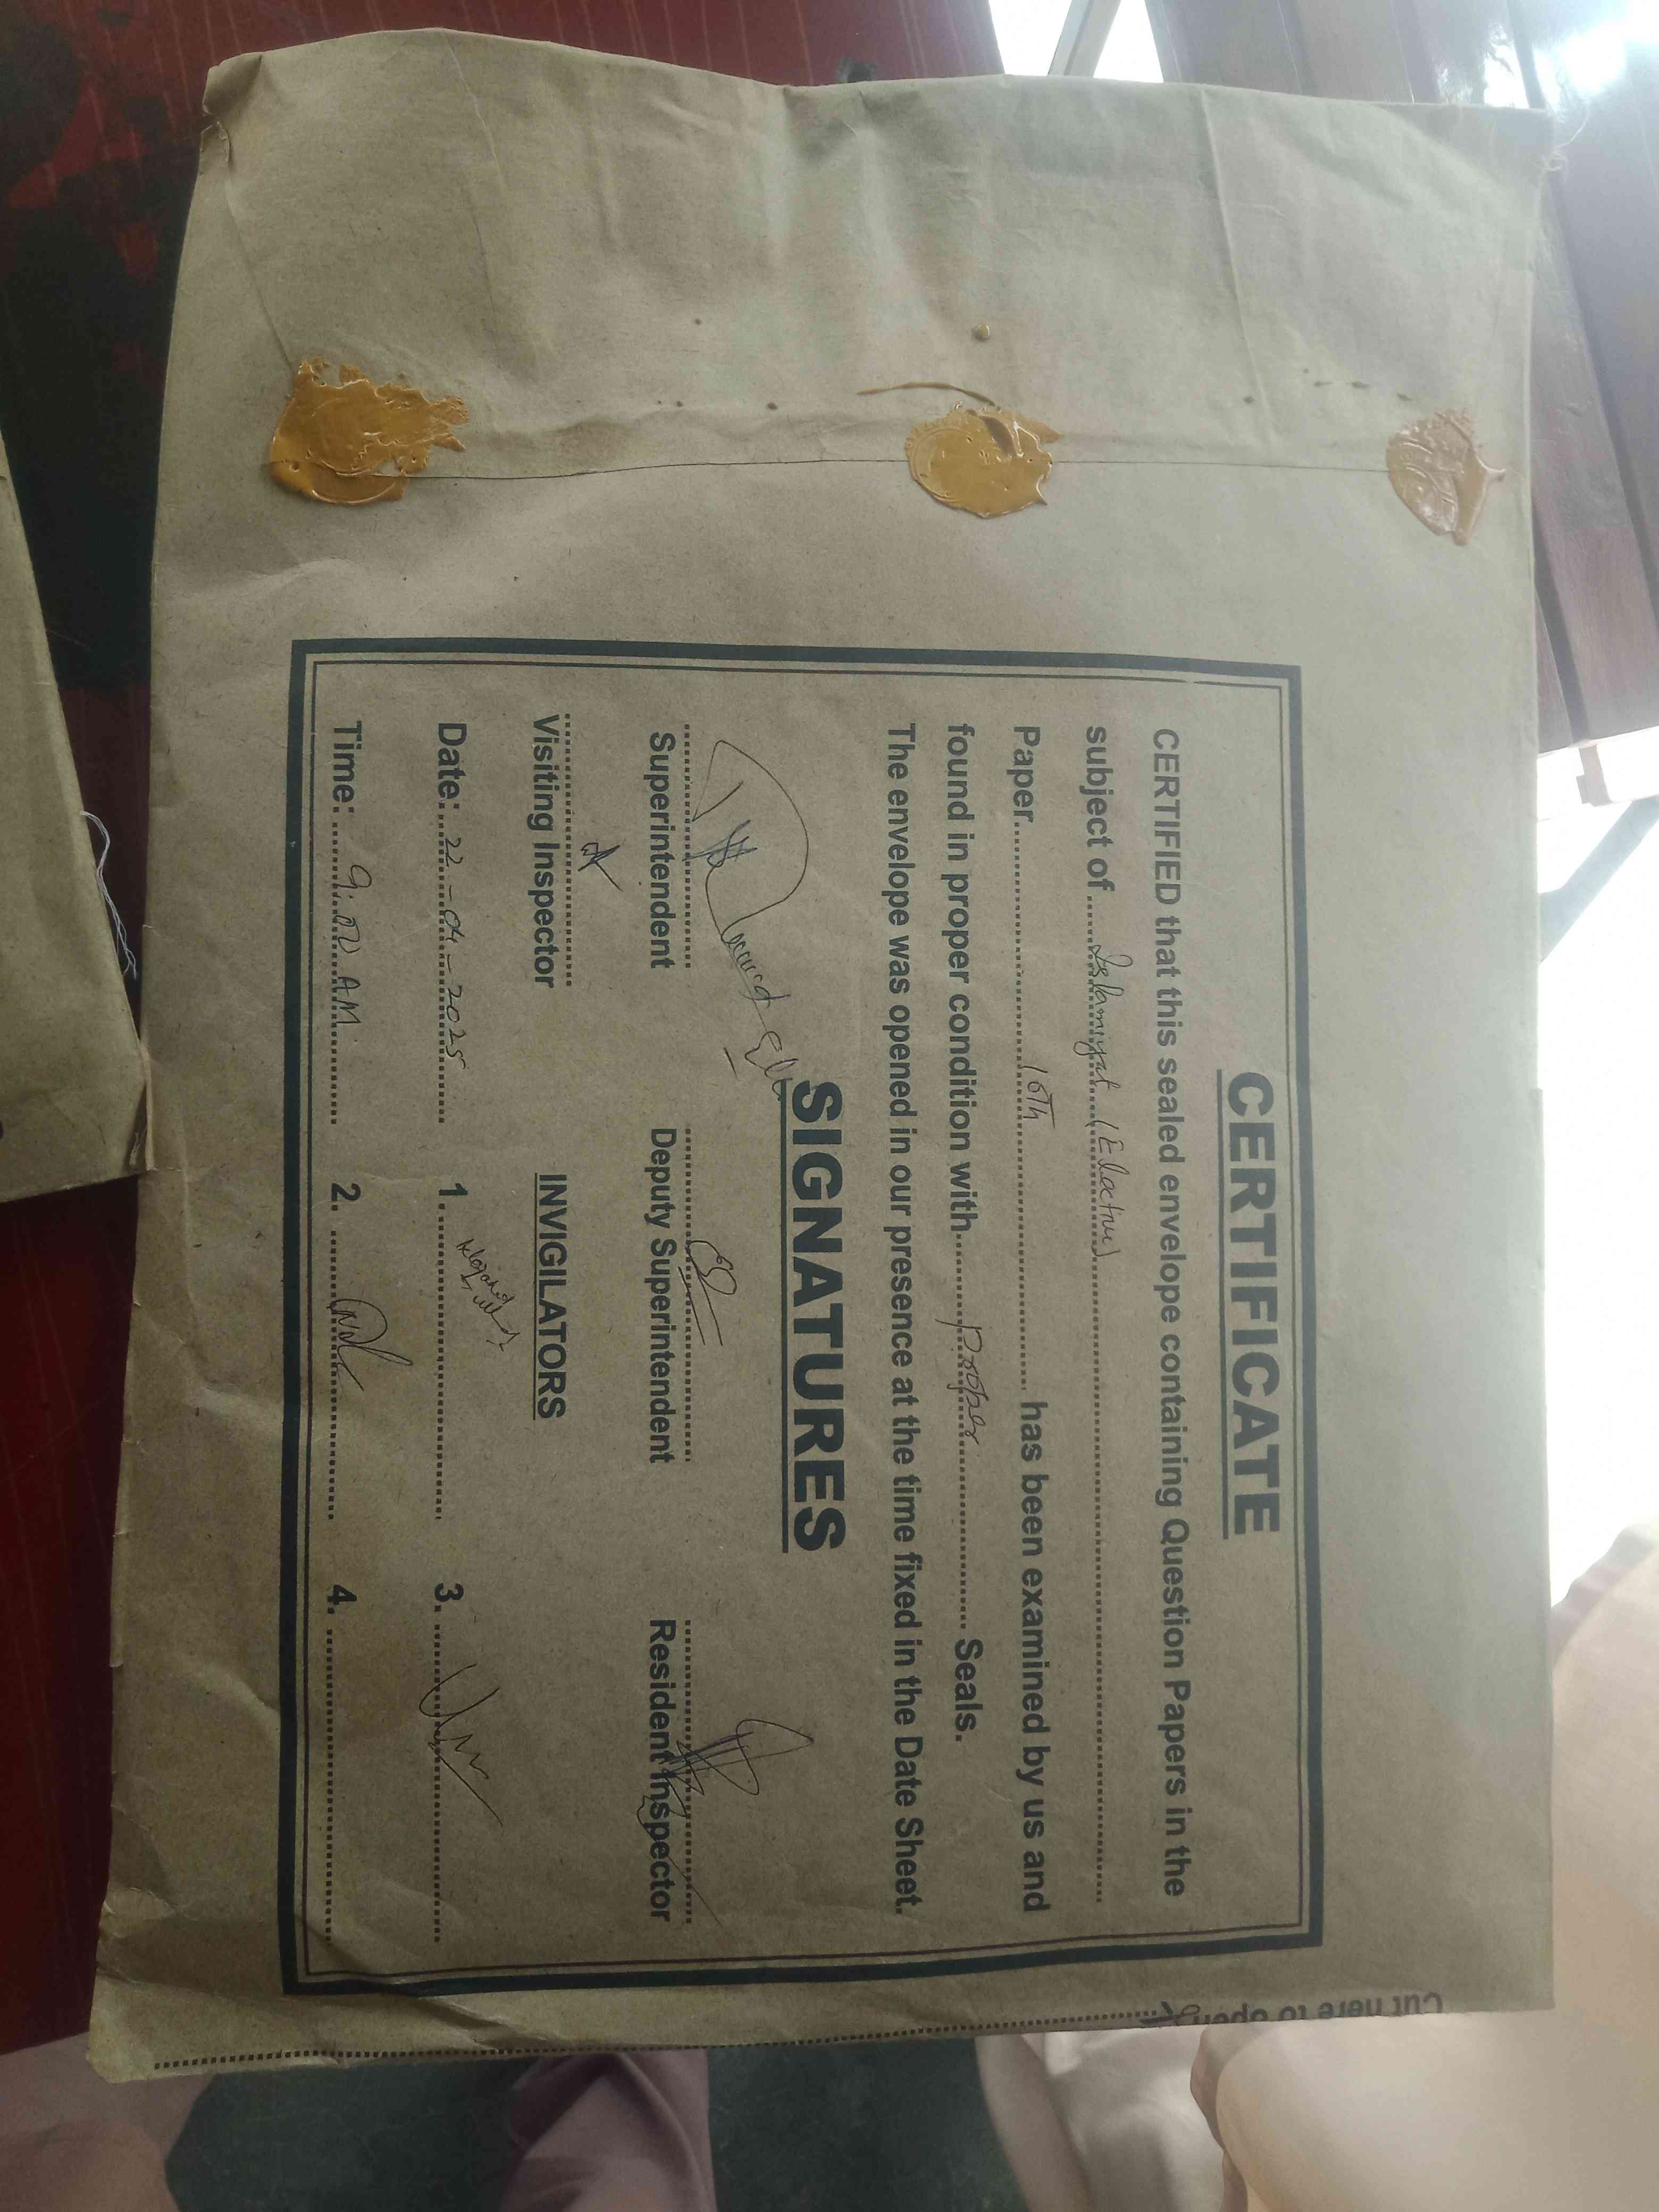 CERTIFICATE
CERTIFIED that this sealed envelope containing Question Papers in the
subject of Islamiyat (Elective)
Paper 10Th has been examined by us and
found in proper condition with proper Seals.
The envelope was opened in our presence at the time fixed in the Date Sheet.
SIGNATURES
Superintendent Deputy Superintendent Resident Inspector
Visiting Inspector INVIGILATORS
Date: 22-04-2025 1. 3.
Time: 9:00 AM 2. 4.
Cut here to open